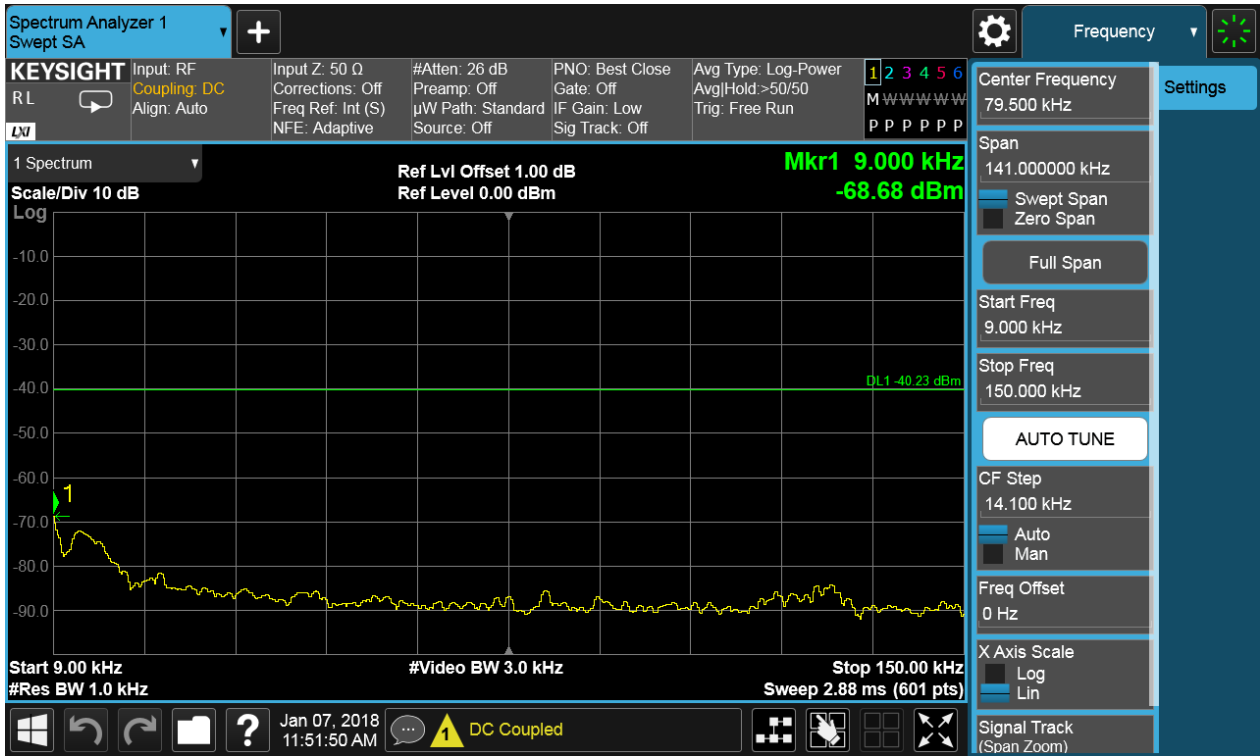 Spectrum Analyzer 1
Swept SA
Frequency
KEYSIGHT
RL
LXI
Input: RF
Coupling: DC
Align: Auto
Input Z: 50 Ω
Corrections: Off
Freq Ref: Int (S)
NFE: Adaptive
#Atten: 26 dB
Preamp: Off
µW Path: Standard
Source: Off
PNO: Best Close
Gate: Off
IF Gain: Low
Sig Track: Off
Avg Type: Log-Power
Avg|Hold:>50/50
Trig: Free Run
1 2 3 4 5 6
M W W W W W
P P P P P P
1 Spectrum
Scale/Div 10 dB
Log
Ref Lvl Offset 1.00 dB
Ref Level 0.00 dBm
Mkr1 9.000 kHz
-68.68 dBm
-10.0
-20.0
-30.0
-40.0
DL1 -40.23 dBm
-50.0
-60.0
1
-70.0
-80.0
-90.0
Start 9.00 kHz
#Res BW 1.0 kHz
#Video BW 3.0 kHz
Stop 150.00 kHz
Sweep 2.88 ms (601 pts)
Center Frequency
79.500 kHz
Span
141.000000 kHz
Swept Span
Zero Span
Full Span
Start Freq
9.000 kHz
Stop Freq
150.000 kHz
AUTO TUNE
CF Step
14.100 kHz
Auto
Man
Freq Offset
0 Hz
X Axis Scale
Log
Lin
Signal Track
(Span Zoom)
Settings
?
Jan 07, 2018
11:51:50 AM
1
DC Coupled